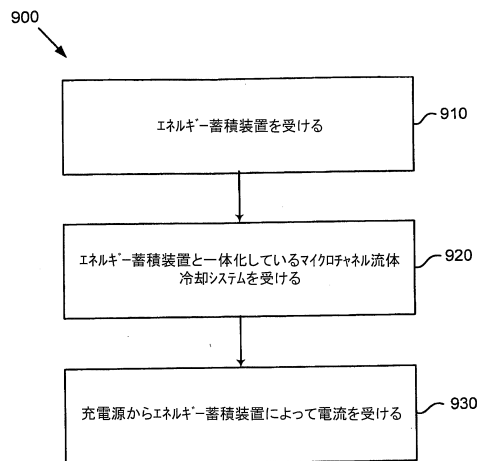 900
エネルギー蓄積装置を受ける
910
エネルギー蓄積装置と一体化しているマイクロチャネル流体
冷却システムを受ける
920
充電源からエネルギー蓄積装置によって電流を受ける
930